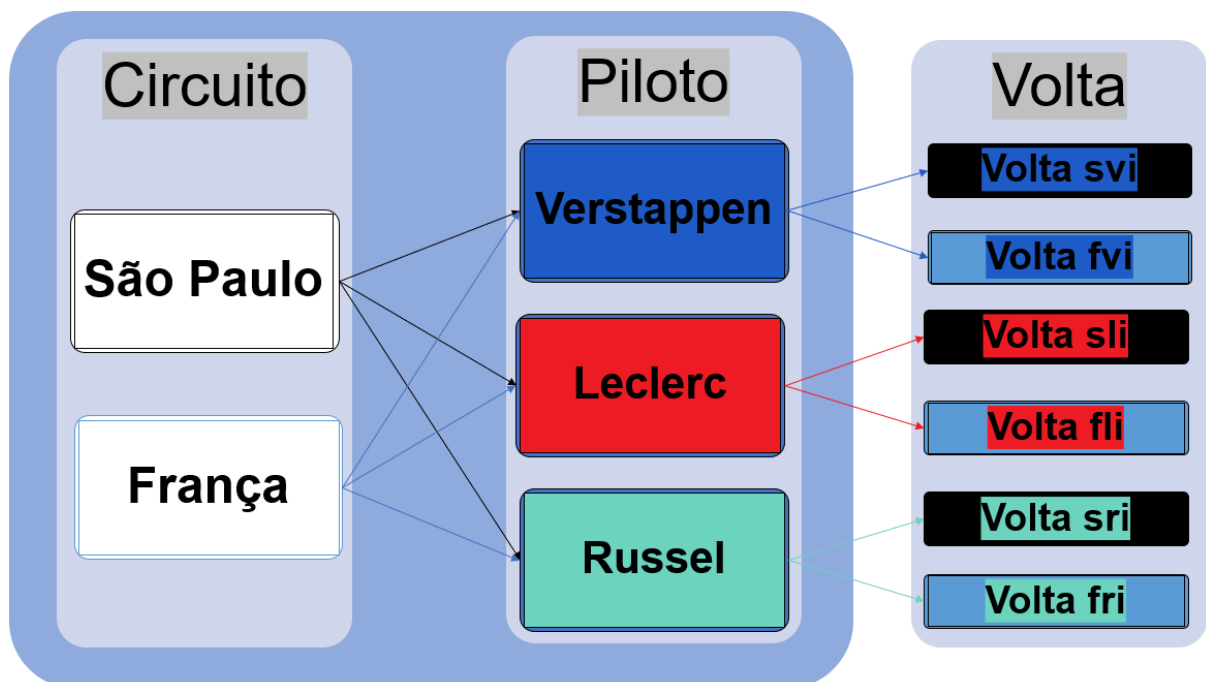 Circuito
Piloto
Volta
São Paulo
França
Verstappen
Leclerc
Russel
Volta svi
Volta fvi
Volta sli
Volta fli
Volta sri
Volta fri